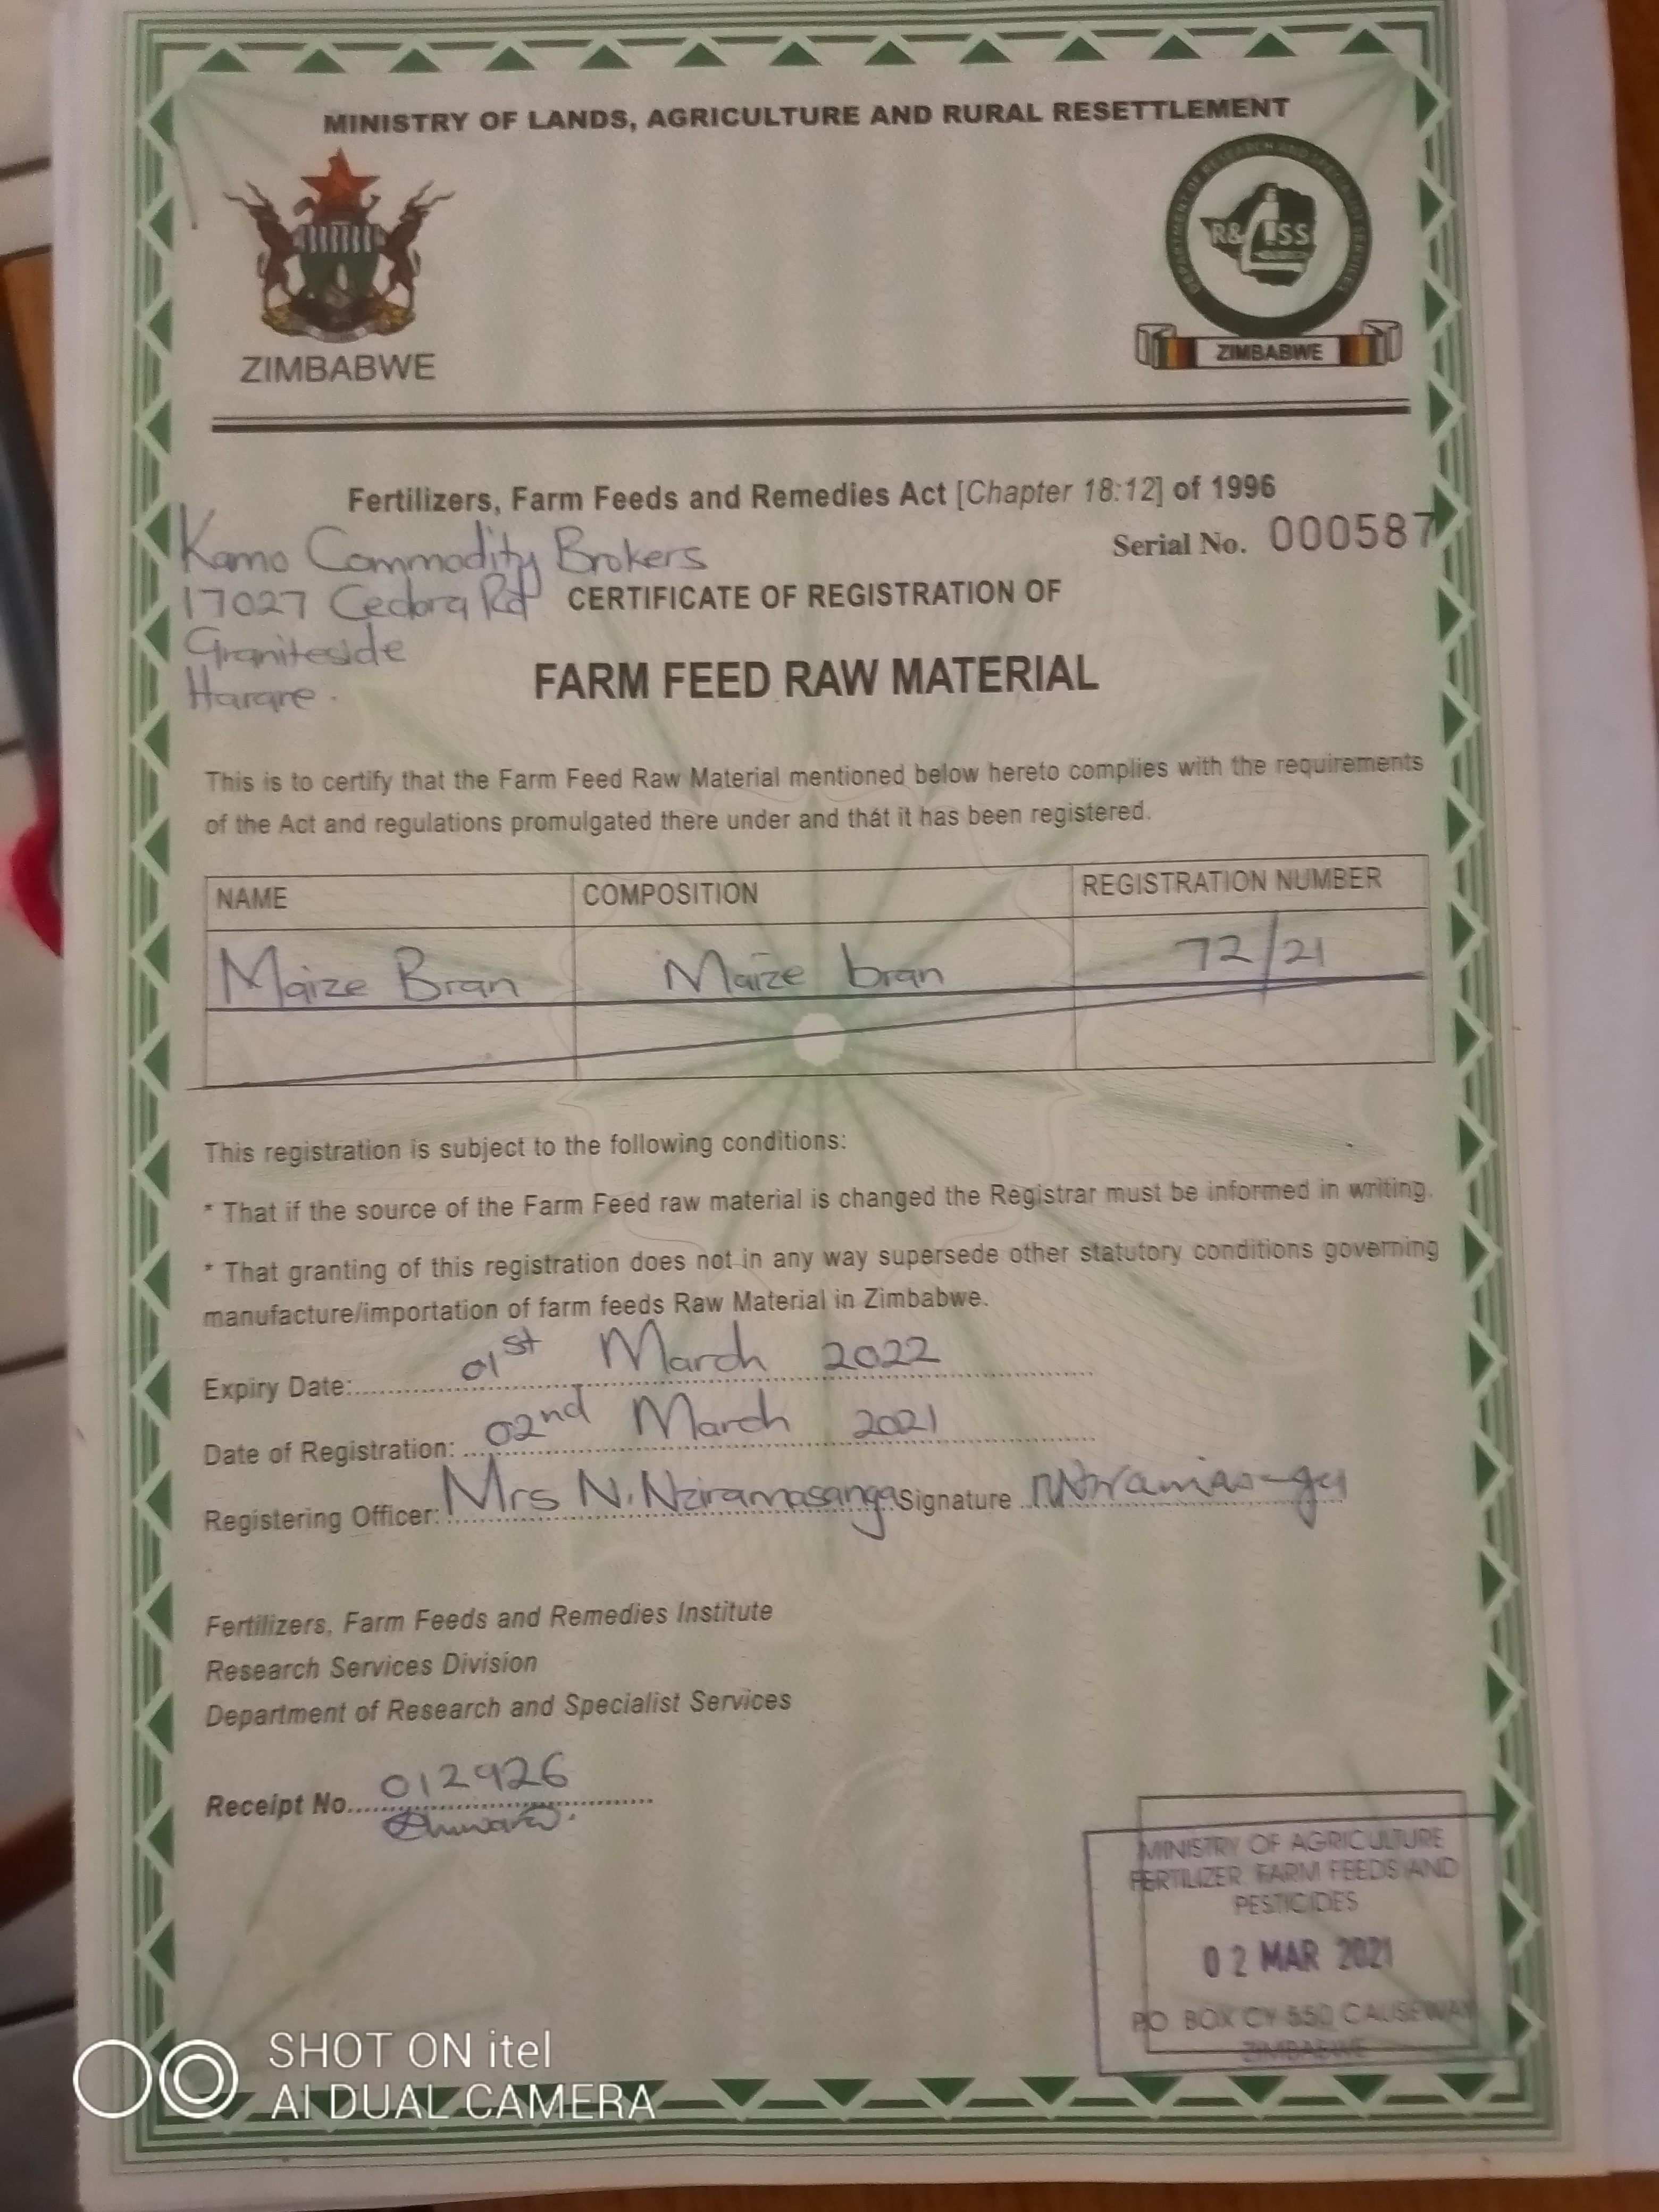 MINISTRY OF LANDS, AGRICULTURE AND RURAL RESETTLEMENT
DEPARTMENT OF RESEARCH AND SPECIALIST SERVICES
R&SS
ZIMBABWE
ZIMBABWE
Fertilizers, Farm Feeds and Remedies Act [Chapter 18:12] of 1996
Serial No. 000587
Kamo Commodity Brokers
17027 Cedora Rd
Graniteside
Harare.
CERTIFICATE OF REGISTRATION OF
FARM FEED RAW MATERIAL
This is to certify that the Farm Feed Raw Material mentioned below hereto complies with the requirements
of the Act and regulations promulgated there under and thát it has been registered.
NAME COMPOSITION REGISTRATION NUMBER
Maize Bran Maize bran 72/21
This registration is subject to the following conditions:
* That if the source of the Farm Feed raw material is changed the Registrar must be informed in writing.
* That granting of this registration does not in any way supersede other statutory conditions governing
manufacture/importation of farm feeds Raw Material in Zimbabwe.
Expiry Date: 01st March 2022
Date of Registration: 02nd March 2021
Registering Officer: Mrs N. Nziramasanga Signature
Fertilizers, Farm Feeds and Remedies Institute
Research Services Division
Department of Research and Specialist Services
Receipt No. 012926
MINISTRY OF AGRICULTURE
FERTILIZER FARM FEEDS AND
PESTICIDES
02 MAR 2021
P.O. BOX CY 550 CAUSEWAY
ZIMBABWE
SHOT ON itel
AI DUAL CAMERA